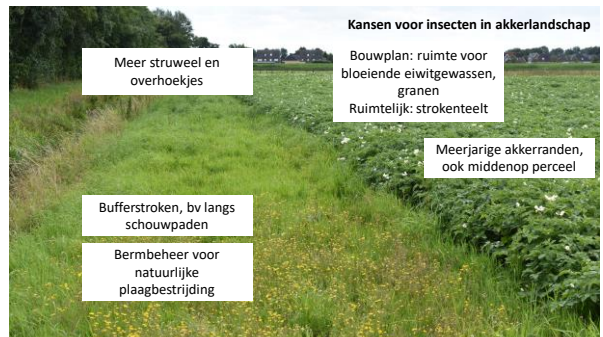 Kansen voor insecten in akkerlandschap
Meer struweel en
overhoekjes
Bouwplan: ruimte voor
bloeiende eiwitgewassen,
granen
Ruimtelijk: strokenteelt
Meerjarige akkerranden,
ook middenop perceel
Bufferstroken, bv langs
schouwpaden
Bermbeheer voor
natuurlijke
plaagbestrijding